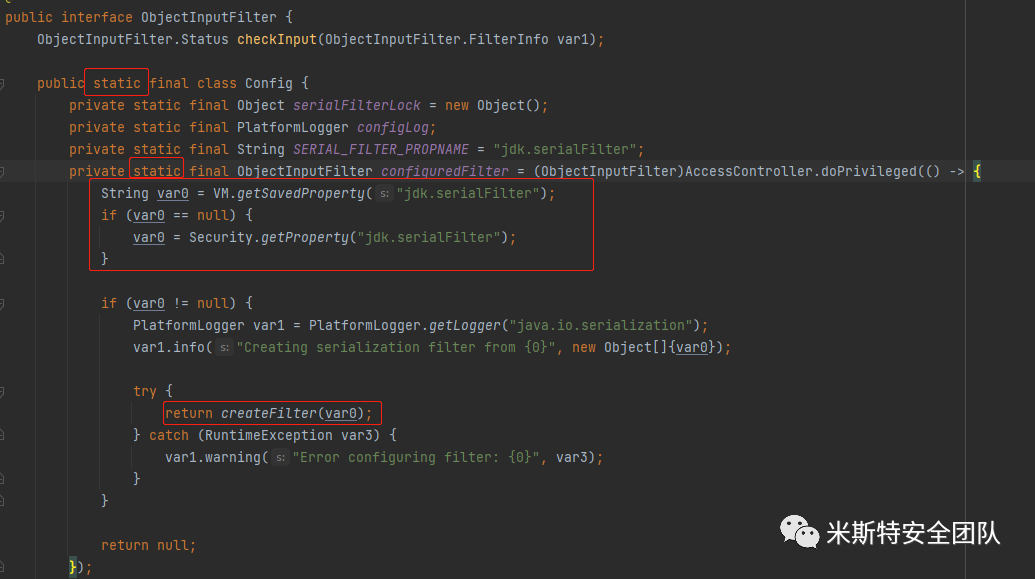 public interface ObjectInputFilter {
ObjectInputFilter.Status checkInput(ObjectInputFilter.FilterInfo var1);
public static final class Config {
private static final Object serialFilterLock = new Object();
private static final PlatformLogger configLog;
private static final String SERIAL_FILTER_PROPNAME = "jdk.serialFilter";
private static final ObjectInputFilter configuredFilter = (ObjectInputFilter)AccessController.doPrivileged(() -> {
String var0 = VM.getSavedProperty( s: "jdk.serialFilter");
if (var0 == null) {
var0 = Security.getProperty("jdk.serialFilter");
}
if (var0 != null) {
PlatformLogger var1 = PlatformLogger.getLogger("java.io.serialization");
var1.info( s: "Creating serialization filter from {0}", new Object[]{var0});
try {
return createFilter(var0);
} catch (RuntimeException var3) {
var1.warning( s: "Error configuring filter: {0}", var3);
}
}
return null;
});
米斯特安全团队